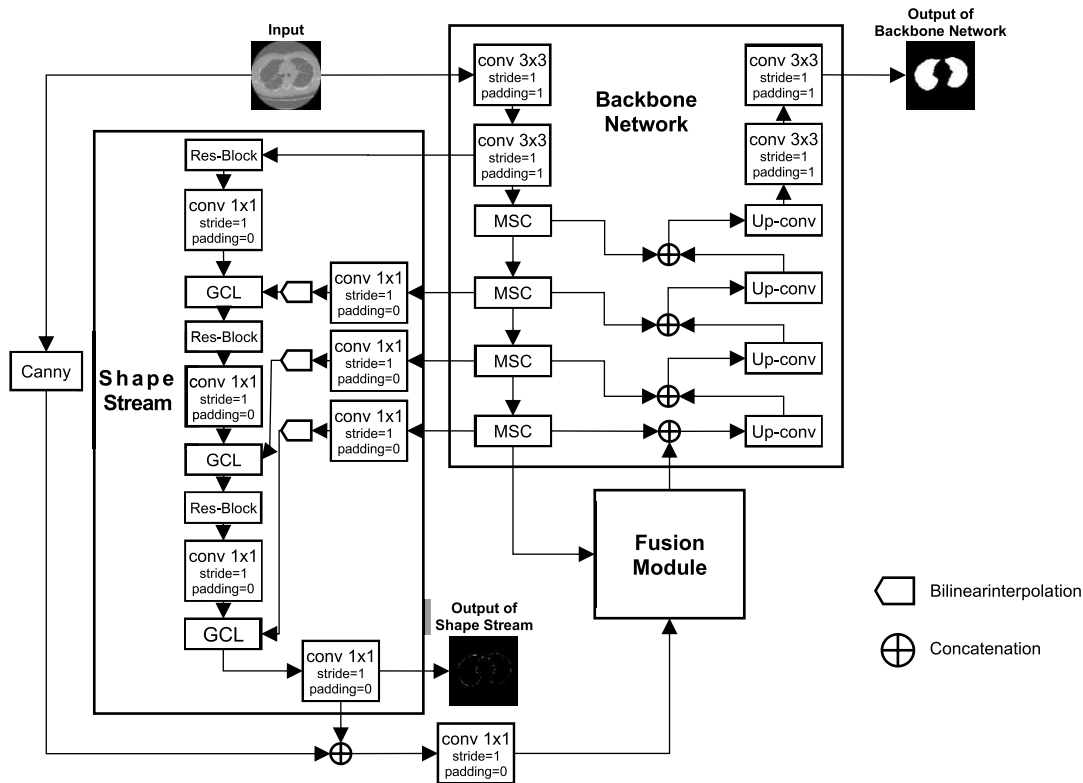 Input
Output of
Backbone Network
conv 3x3
stride=1
padding=1
conv 3x3
stride=1
padding=1
Backbone
Network
conv 3x3
stride=1
padding=1
conv 3x3
stride=1
padding=1
Res-Block
conv 1x1
stride=1
padding=0
MSC
Up-conv
GCL
conv 1x1
stride=1
padding=0
MSC
Up-conv
Res-Block
Canny
Shape
Stream
conv 1x1
stride=1
padding=0
conv 1x1
stride=1
padding=0
MSC
Up-conv
GCL
conv 1x1
stride=1
padding=0
MSC
Up-conv
Res-Block
conv 1x1
stride=1
padding=0
Fusion
Module
GCL
Output of
Shape Stream
conv 1x1
stride=1
padding=0
conv 1x1
stride=1
padding=0
Bilinearinterpolation
Concatenation